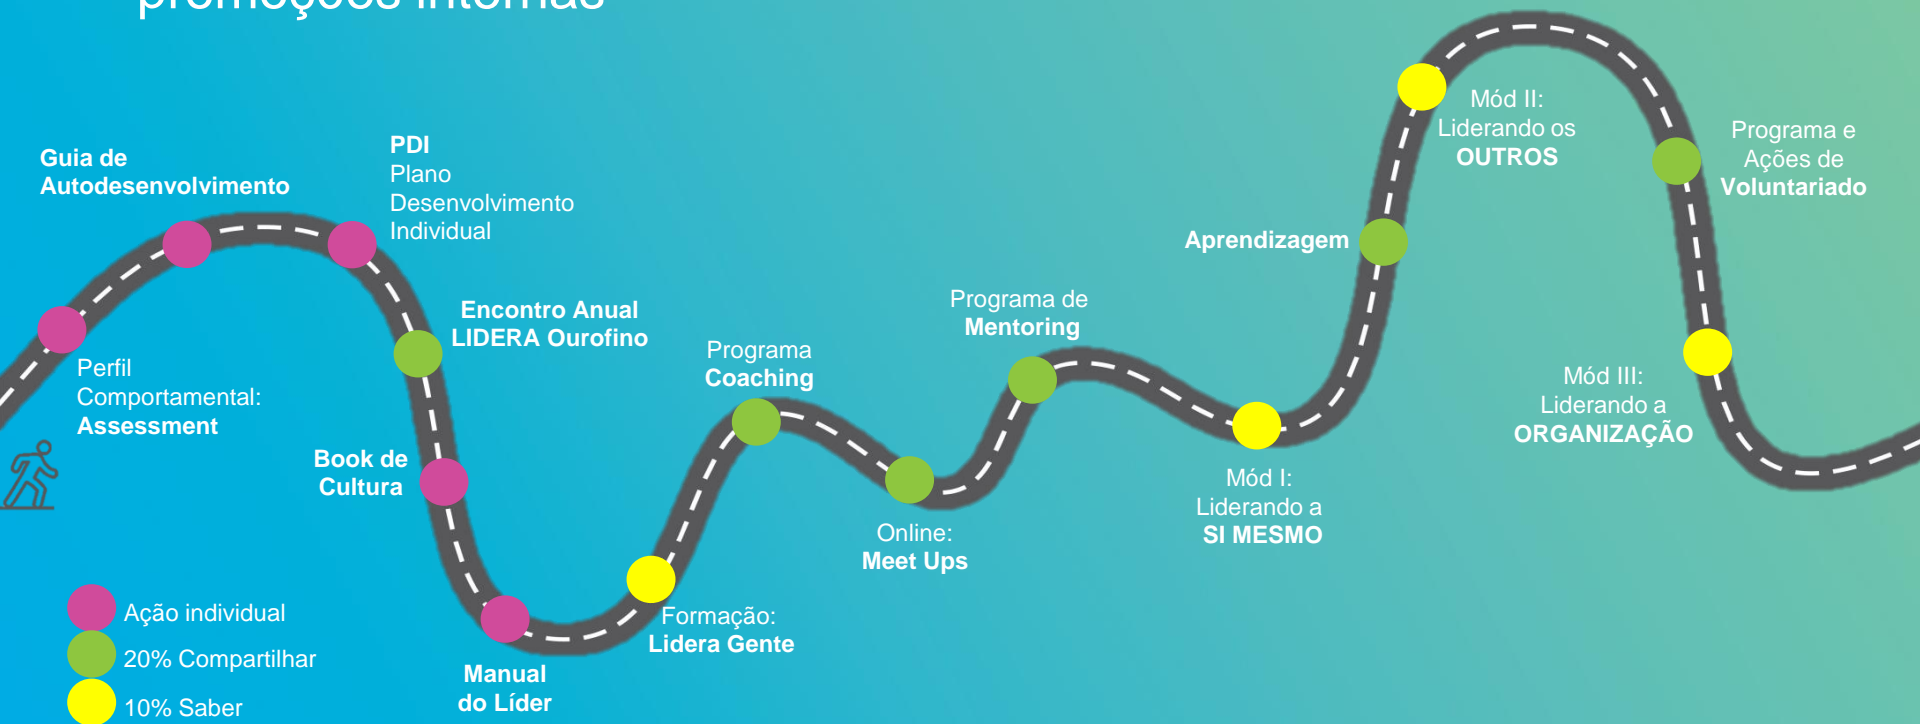 promoções internas
Guia de
Autodesenvolvimento
PDI
Plano
Desenvolvimento
Individual
Encontro Anual
LIDERA Ourofino
Perfil
Comportamental:
Assessment
Book de
Cultura
Manual
do Líder
Formação:
Lidera Gente
Programa
Coaching
Online:
Meet Ups
Programa de
Mentoring
Mód I:
Liderando a
SI MESMO
Aprendizagem
Mód II:
Liderando os
OUTROS
Programa e
Ações de
Voluntariado
Mód III:
Liderando a
ORGANIZAÇÃO
Ação individual
20% Compartilhar
10% Saber